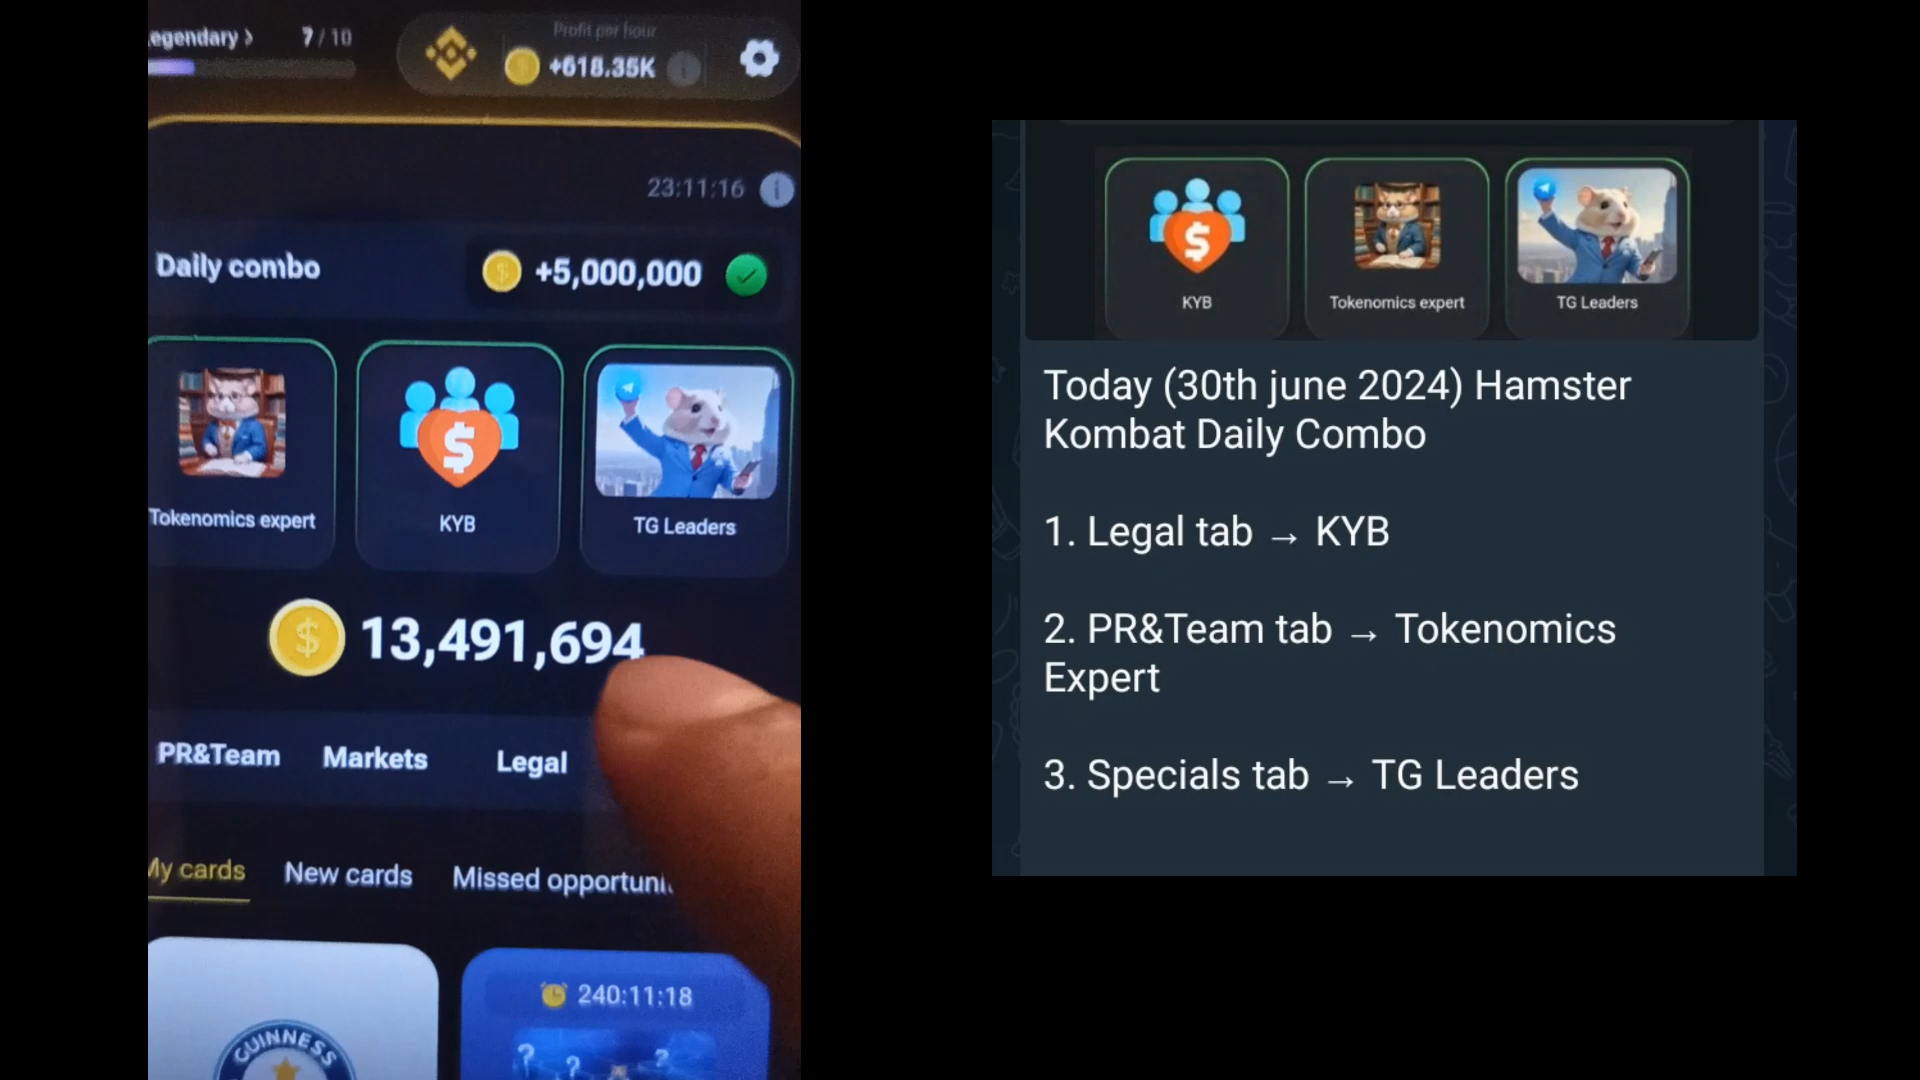 egendary >
7/10
Profit per hour
+618.35K
23:11:16
Daily combo
+5,000,000
Tokenomics expert
KYB
TG Leaders
13,491,694
PR&Team
Markets
Legal
My cards
New cards
Missed opportuni
240:11:18
GUINNESS
KYB
Tokenomics expert
TG Leaders
Today (30th june 2024) Hamster
Kombat Daily Combo
1. Legal tab → KYB
2. PR&Team tab → Tokenomics
Expert
3. Specials tab → TG Leaders